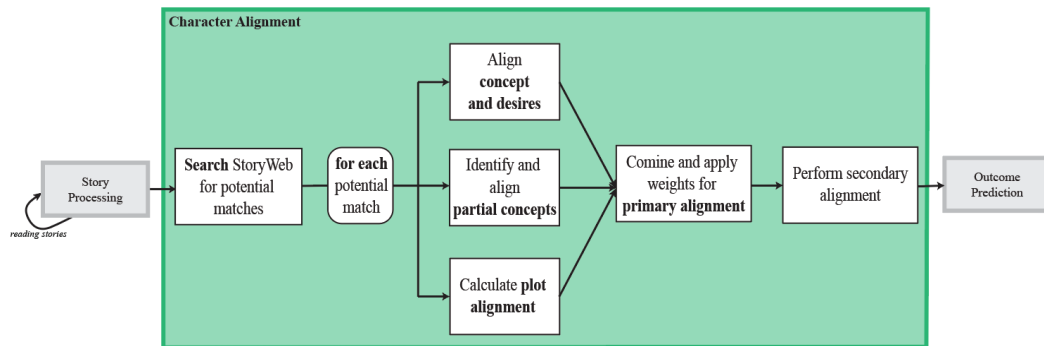 Character Alignment
Story
Processing
reading stories
Search StoryWeb
for potential
matches
for each
potential
match
Align
concept
and desires
Identify and
align
partial concepts
Calculate plot
alignment
Comine and apply
weights for
primary alignment
Perform secondary
alignment
Outcome
Prediction